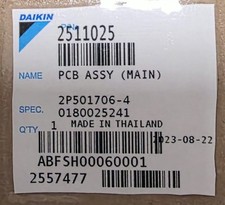 DAIKIN
2511025
NAME PCB ASSY (MAIN)
2P501706-4
SPEC. 0180025241
Q'TY 1 MADE IN THAILAND
2023-08-22
ABFSH00060001
2557477